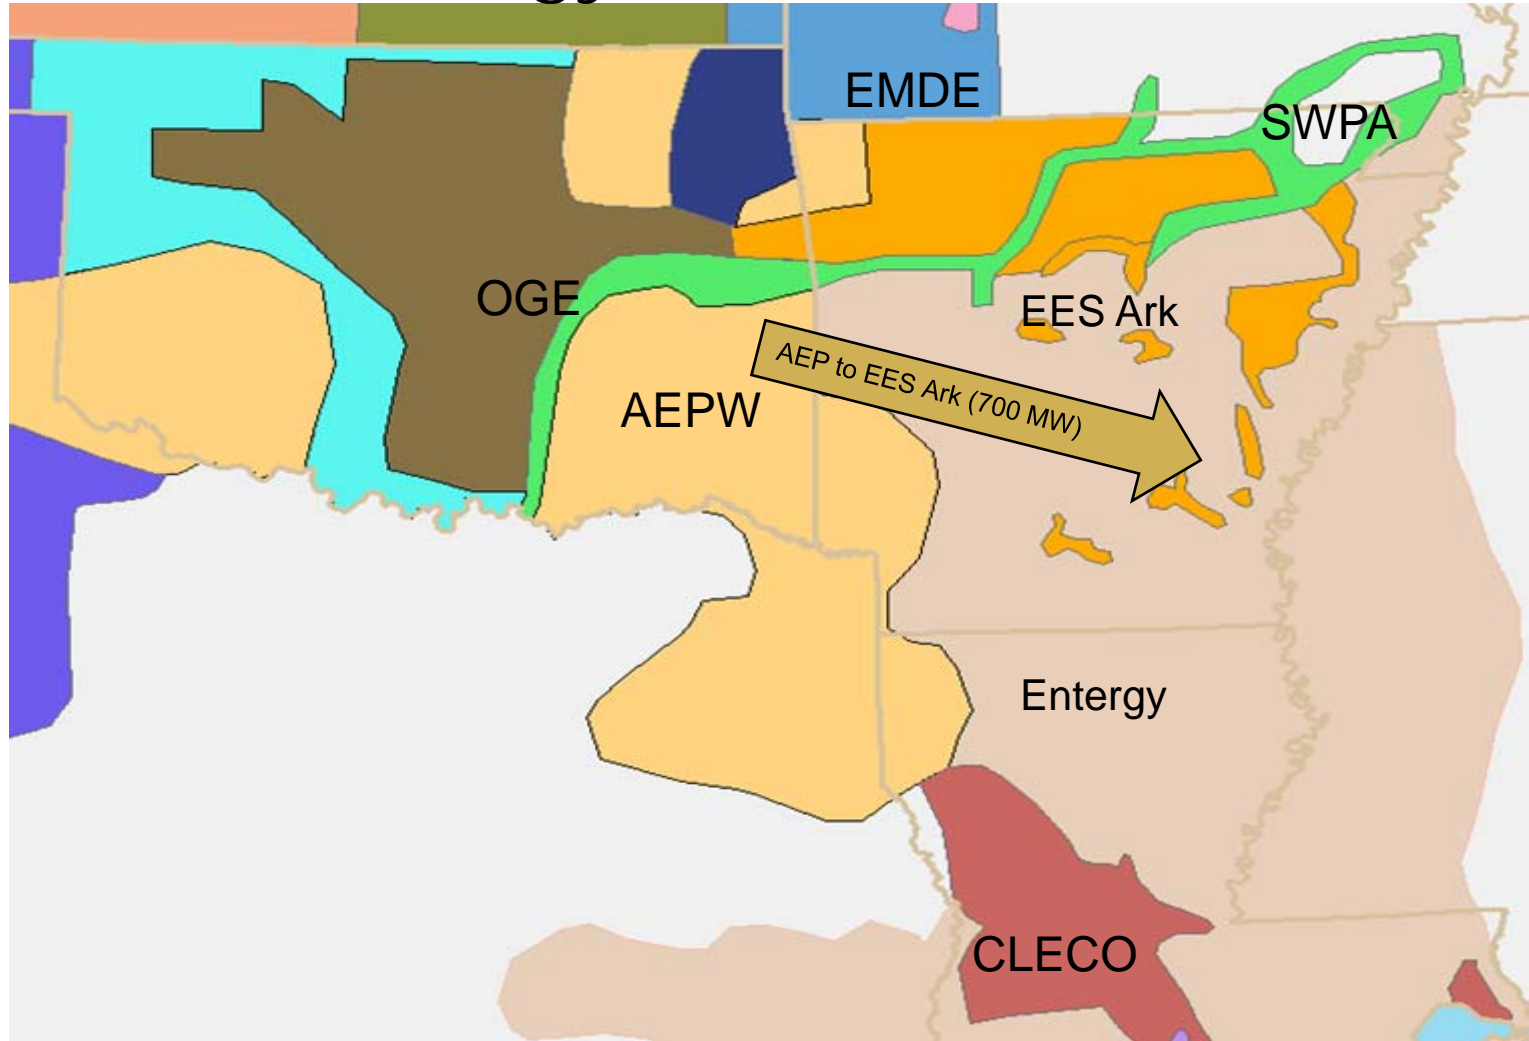 EMDE
SWPA
OGE
EES Ark
AEP to EES Ark (700 MW)
AEPW
Entergy
CLECO